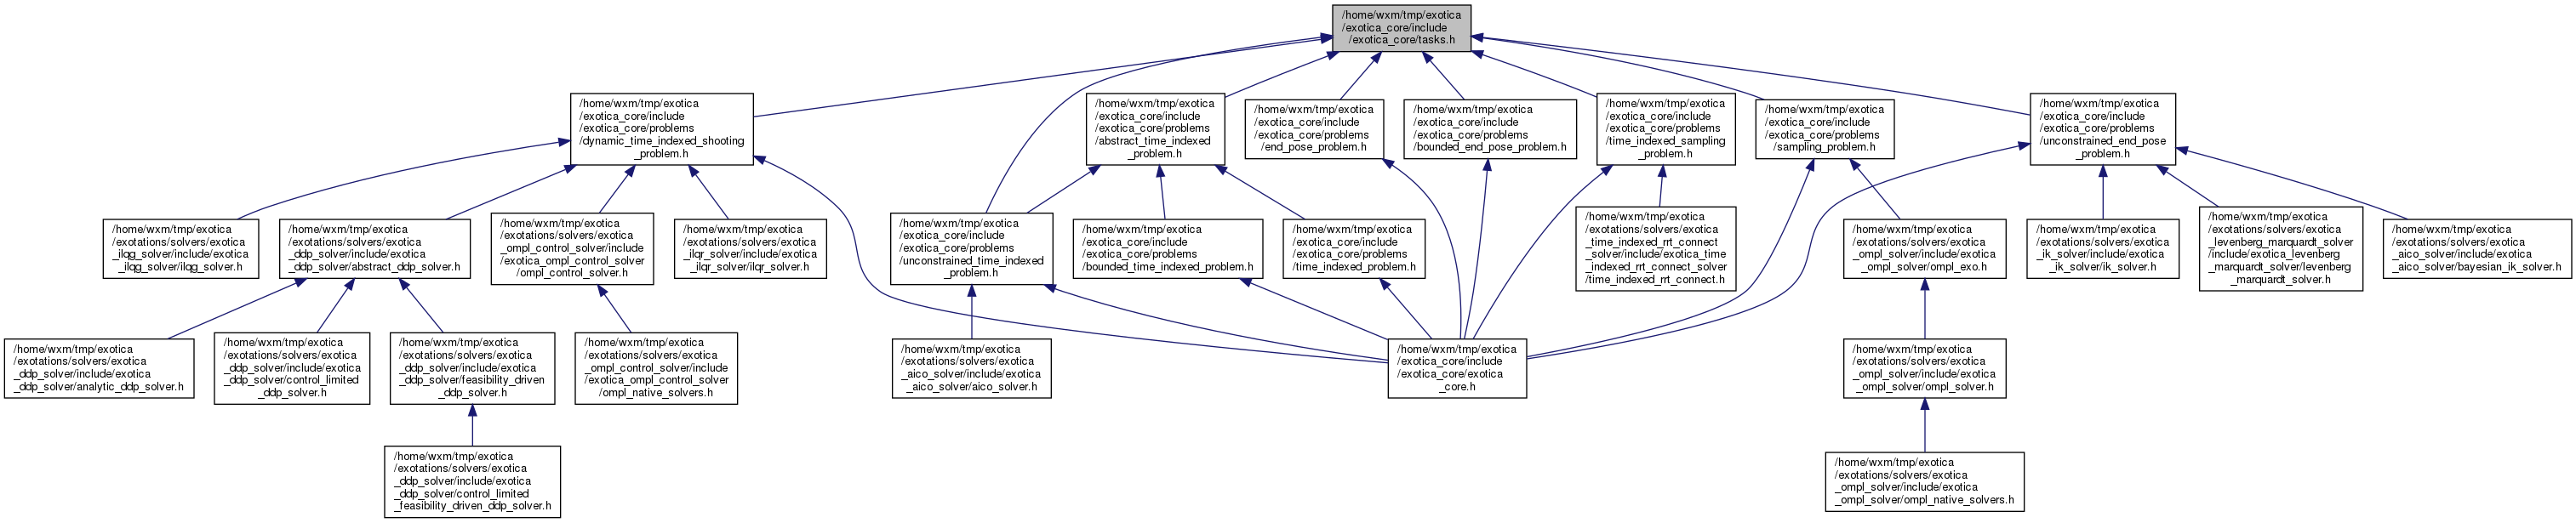 /home/wxm/tmp/exotica
/exotica_core/include
/exotica_core/tasks.h
/home/wxm/tmp/exotica
/exotica_core/include
/exotica_core/problems
/dynamic_time_indexed_shooting
_problem.h
/home/wxm/tmp/exotica
/exotica_core/include
/exotica_core/problems
/abstract_time_indexed
_problem.h
/home/wxm/tmp/exotica
/exotica_core/include
/exotica_core/problems
/end_pose_problem.h
/home/wxm/tmp/exotica
/exotica_core/include
/exotica_core/problems
/bounded_end_pose_problem.h
/home/wxm/tmp/exotica
/exotica_core/include
/exotica_core/problems
/time_indexed_sampling
_problem.h
/home/wxm/tmp/exotica
/exotica_core/include
/exotica_core/problems
/sampling_problem.h
/home/wxm/tmp/exotica
/exotica_core/include
/exotica_core/problems
/unconstrained_end_pose
_problem.h
/home/wxm/tmp/exotica
/exotations/solvers/exotica
_ilqg_solver/include/exotica
_ilqg_solver/ilqg_solver.h
/home/wxm/tmp/exotica
/exotations/solvers/exotica
_ddp_solver/include/exotica
_ddp_solver/abstract_ddp_solver.h
/home/wxm/tmp/exotica
/exotations/solvers/exotica
_ompl_control_solver/include
/exotica_ompl_control_solver
/ompl_control_solver.h
/home/wxm/tmp/exotica
/exotations/solvers/exotica
_ilqr_solver/include/exotica
_ilqr_solver/ilqr_solver.h
/home/wxm/tmp/exotica
/exotica_core/include
/exotica_core/problems
/unconstrained_time_indexed
_problem.h
/home/wxm/tmp/exotica
/exotica_core/include
/exotica_core/problems
/bounded_time_indexed_problem.h
/home/wxm/tmp/exotica
/exotica_core/include
/exotica_core/problems
/time_indexed_problem.h
/home/wxm/tmp/exotica
/exotations/solvers/exotica
_time_indexed_rrt_connect
_solver/include/exotica_time
_indexed_rrt_connect_solver
/time_indexed_rrt_connect.h
/home/wxm/tmp/exotica
/exotations/solvers/exotica
_ompl_solver/include/exotica
_ompl_solver/ompl_exo.h
/home/wxm/tmp/exotica
/exotations/solvers/exotica
_ik_solver/include/exotica
_ik_solver/ik_solver.h
/home/wxm/tmp/exotica
/exotations/solvers/exotica
_levenberg_marquardt_solver
/include/exotica_levenberg
_marquardt_solver/levenberg
_marquardt_solver.h
/home/wxm/tmp/exotica
/exotations/solvers/exotica
_aico_solver/include/exotica
_aico_solver/bayesian_ik_solver.h
/home/wxm/tmp/exotica
/exotations/solvers/exotica
_ddp_solver/include/exotica
_ddp_solver/analytic_ddp_solver.h
/home/wxm/tmp/exotica
/exotations/solvers/exotica
_ddp_solver/include/exotica
_ddp_solver/control_limited
_ddp_solver.h
/home/wxm/tmp/exotica
/exotations/solvers/exotica
_ddp_solver/include/exotica
_ddp_solver/feasibility_driven
_ddp_solver.h
/home/wxm/tmp/exotica
/exotations/solvers/exotica
_ompl_control_solver/include
/exotica_ompl_control_solver
/ompl_native_solvers.h
/home/wxm/tmp/exotica
/exotations/solvers/exotica
_aico_solver/include/exotica
_aico_solver/aico_solver.h
/home/wxm/tmp/exotica
/exotica_core/include
/exotica_core/exotica
_core.h
/home/wxm/tmp/exotica
/exotations/solvers/exotica
_ompl_solver/include/exotica
_ompl_solver/ompl_solver.h
/home/wxm/tmp/exotica
/exotations/solvers/exotica
_ddp_solver/include/exotica
_ddp_solver/control_limited
_feasibility_driven_ddp_solver.h
/home/wxm/tmp/exotica
/exotations/solvers/exotica
_ompl_solver/include/exotica
_ompl_solver/ompl_native_solvers.h